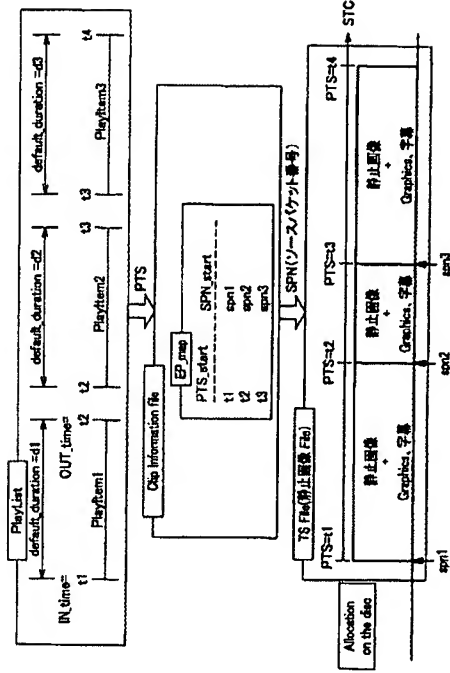 PlayList
default_duration =d1
default_duration =d2
default_duration =d3
IN_time=
OUT_time=
t1
t2
t2
t3
t3
t4
PlayItem1
PlayItem2
PlayItem3
PTS
Clip Information file
EP_map
PTS_start
SPN_start
t1
spn1
t2
spn2
t3
spn3
SPN(ソースパケット番号)
TS File(静止画像 File)
PTS=t1
PTS=t2
PTS=t3
PTS=t4
STC
静止画像
+
Graphics、字幕
静止画像
+
Graphics、字幕
静止画像
+
Graphics、字幕
Allocation
on the disc
spn1
spn2
spn3